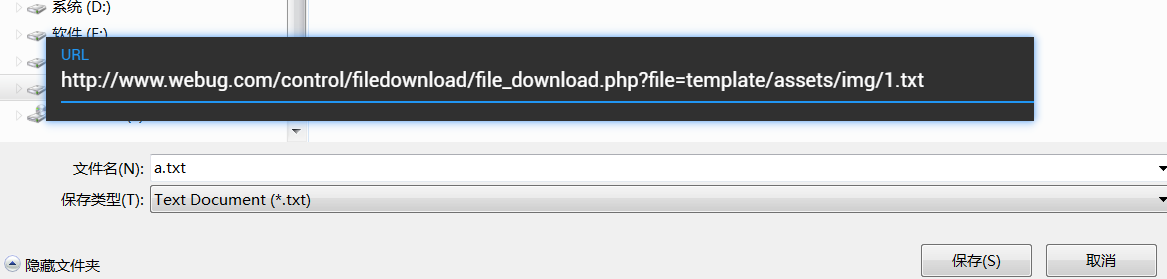 系统 (D:)
软件 (E:)
URL
http://www.webug.com/control/filedownload/file_download.php?file=template/assets/img/1.txt
文件名(N): a.txt
保存类型(T): Text Document (*.txt)
隐藏文件夹
保存(S)
取消